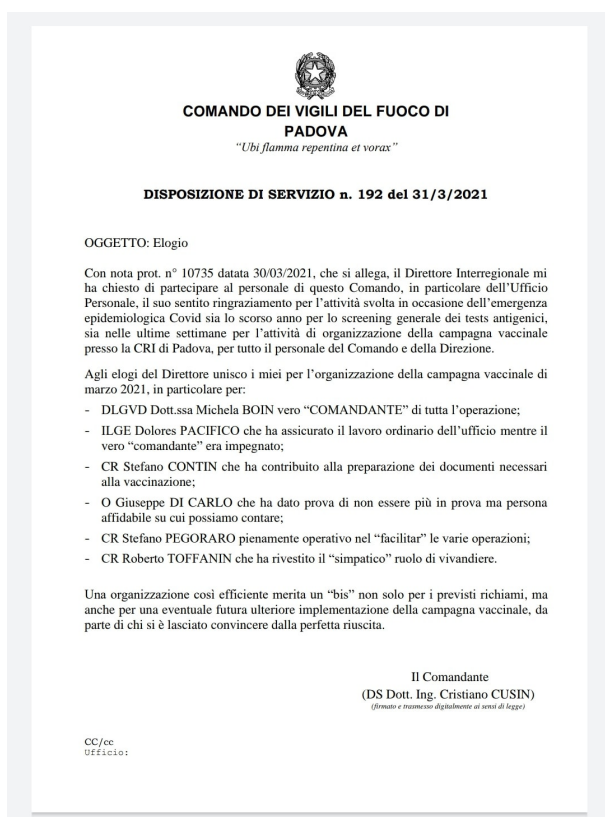 COMANDO DEI VIGILI DEL FUOCO DI
PADOVA
“Ubi flamma repentina et vorax”
DISPOSIZIONE DI SERVIZIO n. 192 del 31/3/2021
OGGETTO: Elogio
Con nota prot. n° 10735 datata 30/03/2021, che si allega, il Direttore Interregionale mi
ha chiesto di partecipare al personale di questo Comando, in particolare dell’Ufficio
Personale, il suo sentito ringraziamento per l’attività svolta in occasione dell’emergenza
epidemiologica Covid sia lo scorso anno per lo screening generale dei tests antigenici,
sia nelle ultime settimane per l’attività di organizzazione della campagna vaccinale
presso la CRI di Padova, per tutto il personale del Comando e della Direzione.
Agli elogi del Direttore unisco i miei per l’organizzazione della campagna vaccinale di
marzo 2021, in particolare per:
- DLGVD Dott.ssa Michela BOIN vero “COMANDANTE” di tutta l’operazione;
- ILGE Dolores PACIFICO che ha assicurato il lavoro ordinario dell’ufficio mentre il
vero “comandante” era impegnato;
- CR Stefano CONTIN che ha contribuito alla preparazione dei documenti necessari
alla vaccinazione;
- O Giuseppe DI CARLO che ha dato prova di non essere più in prova ma persona
affidabile su cui possiamo contare;
- CR Stefano PEGORARO pienamente operativo nel “facilitar” le varie operazioni;
- CR Roberto TOFFANIN che ha rivestito il “simpatico” ruolo di vivandiere.
Una organizzazione così efficiente merita un “bis” non solo per i previsti richiami, ma
anche per una eventuale futura ulteriore implementazione della campagna vaccinale, da
parte di chi si è lasciato convincere dalla perfetta riuscita.
Il Comandante
(DS Dott. Ing. Cristiano CUSIN)
(firmato e trasmesso digitalmente ai sensi di legge)
CC/cc
Ufficio: